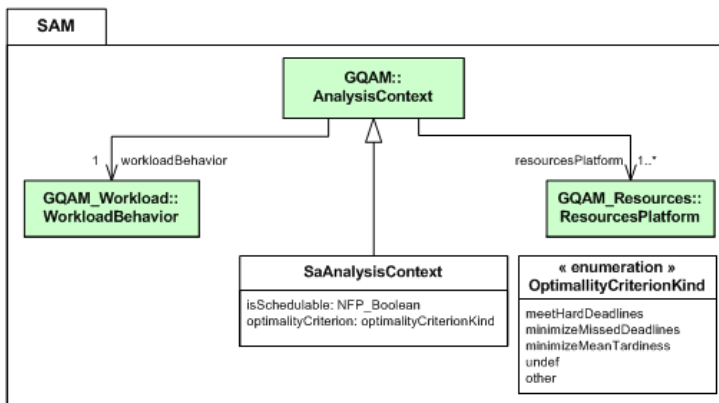 SAM
GQAM::
AnalysisContext
1 workloadBehavior
resourcesPlatform 1..*
GQAM_Workload::
WorkloadBehavior
GQAM_Resources::
ResourcesPlatform
SaAnalysisContext
isSchedulable: NFP_Boolean
optimalityCriterion: optimalityCriterionKind
« enumeration »
OptimallityCriterionKind
meetHardDeadlines
minimizeMissedDeadlines
minimizeMeanTardiness
undef
other